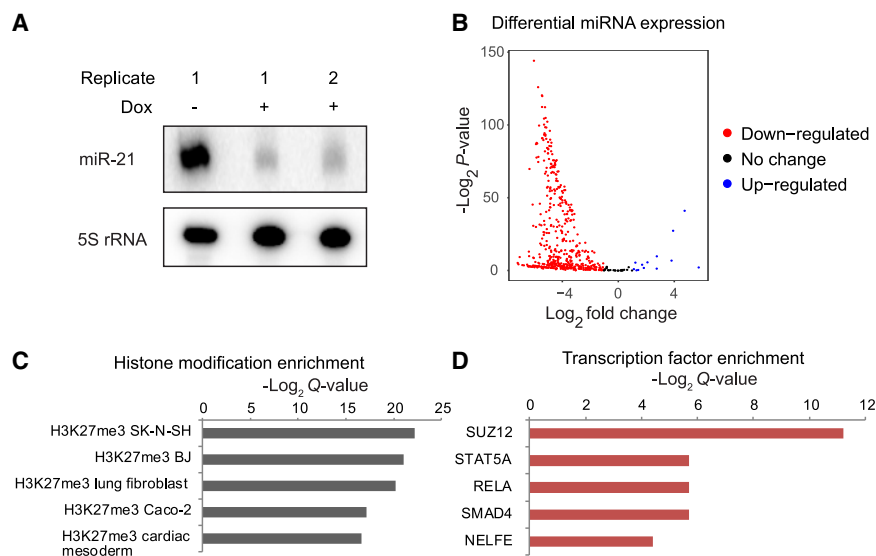 A
Replicate 1 1 2
Dox - + +
miR-21
5S rRNA
B
Differential miRNA expression
150
100
50
0
-Log2 P-value
−4 0 4
Log2 fold change
Down−regulated
No change
Up−regulated
C
Histone modification enrichment
-Log2 Q-value
0 5 10 15 20 25
H3K27me3 SK-N-SH
H3K27me3 BJ
H3K27me3 lung fibroblast
H3K27me3 Caco-2
H3K27me3 cardiac
mesoderm
D
Transcription factor enrichment
-Log2 Q-value
0 2 4 6 8 10 12
SUZ12
STAT5A
RELA
SMAD4
NELFE